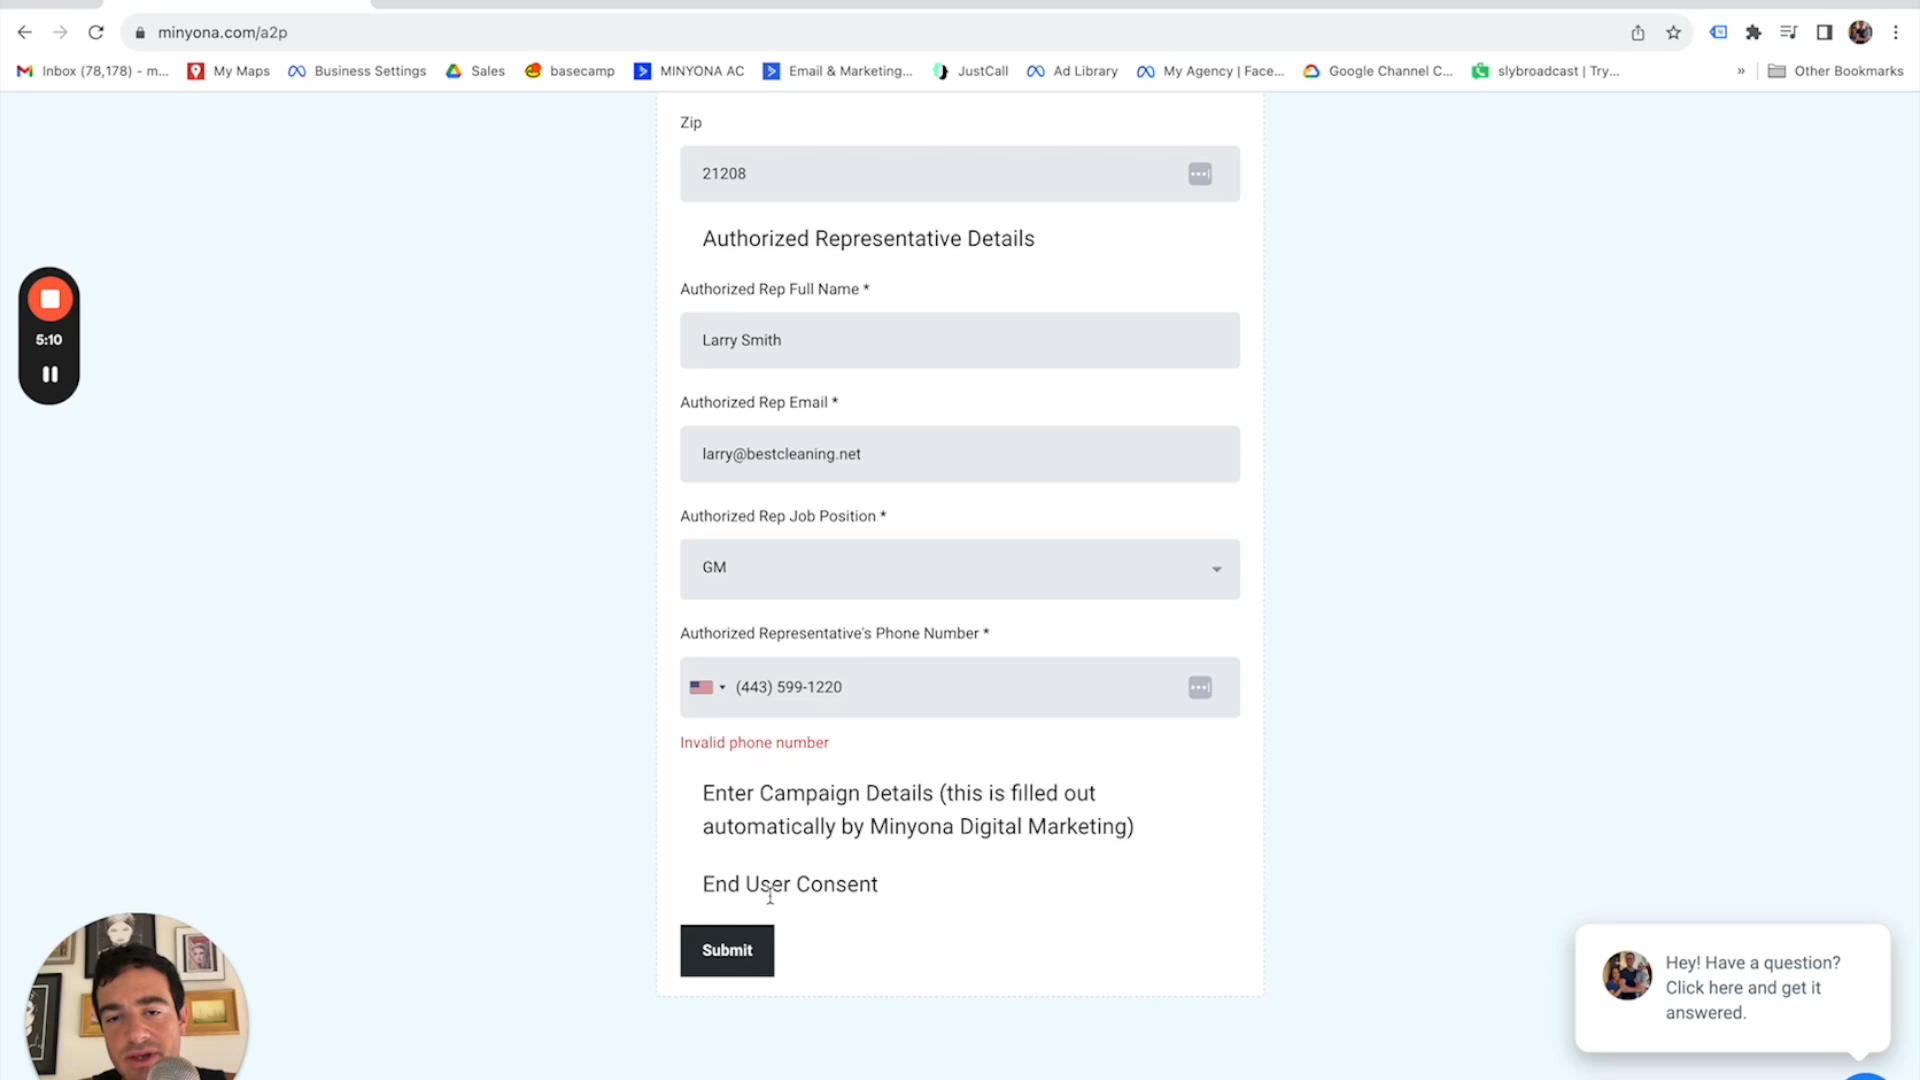 minyona.com/a2p
Inbox (78,178) - m...
My Maps
Business Settings
Sales
basecamp
MINYONA AC
Email & Marketing...
JustCall
Ad Library
My Agency | Face...
Google Channel C...
slybroadcast | Try...
»
Other Bookmarks
Zip
21208
Authorized Representative Details
Authorized Rep Full Name *
Larry Smith
Authorized Rep Email *
larry@bestcleaning.net
Authorized Rep Job Position *
GM
Authorized Representative's Phone Number *
(443) 599-1220
Invalid phone number
Enter Campaign Details (this is filled out
automatically by Minyona Digital Marketing)
End User Consent
Submit
5:10
Hey! Have a question?
Click here and get it
answered.